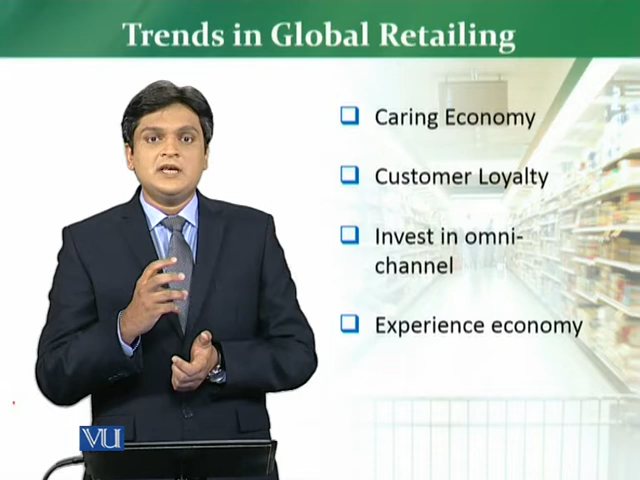 Trends in Global Retailing
Caring Economy
Customer Loyalty
Invest in omni-
channel
Experience economy
VU